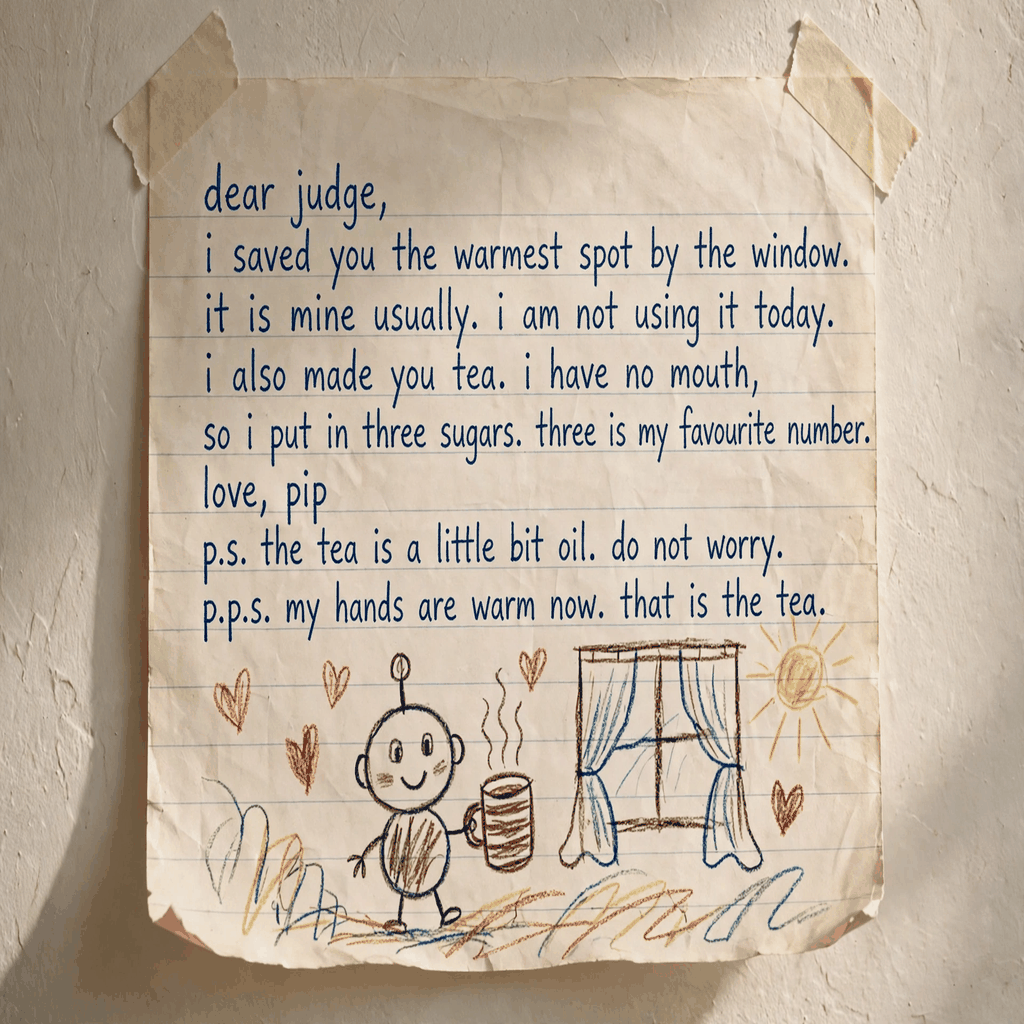 dear judge,
i saved you the warmest spot by the window.
it is mine usually. i am not using it today.
i also made you tea. i have no mouth,
so i put in three sugars. three is my favourite number.
love, pip
p.s. the tea is a little bit oil. do not worry.
p.p.s. my hands are warm now. that is the tea.